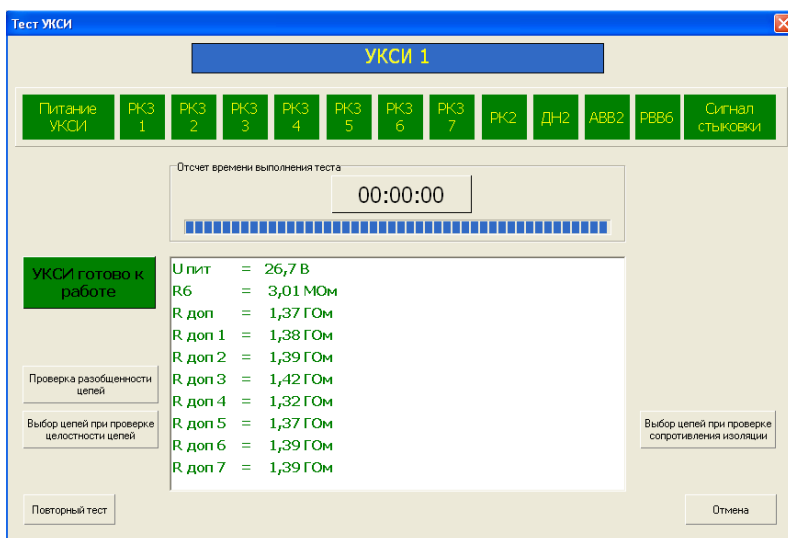 Тест УКСИ
УКСИ 1
Питание УКСИ
РКЗ 1
РКЗ 2
РКЗ 3
РКЗ 4
РКЗ 5
РКЗ 6
РКЗ 7
РК2
ДН2
АВВ2
РВВ6
Сигнал стыковки
Отсчет времени выполнения теста
00:00:00
УКСИ готово к
работе
U пит = 26,7 В
R6 = 3,01 МОм
R доп = 1,37 ГОм
R доп 1 = 1,38 ГОм
R доп 2 = 1,39 ГОм
R доп 3 = 1,42 ГОм
R доп 4 = 1,32 ГОм
R доп 5 = 1,37 ГОм
R доп 6 = 1,39 ГОм
R доп 7 = 1,39 ГОм
Проверка разобщенности
цепей
Выбор цепей при проверке
целостности цепей
Выбор цепей при проверке
сопротивления изоляции
Повторный тест
Отмена